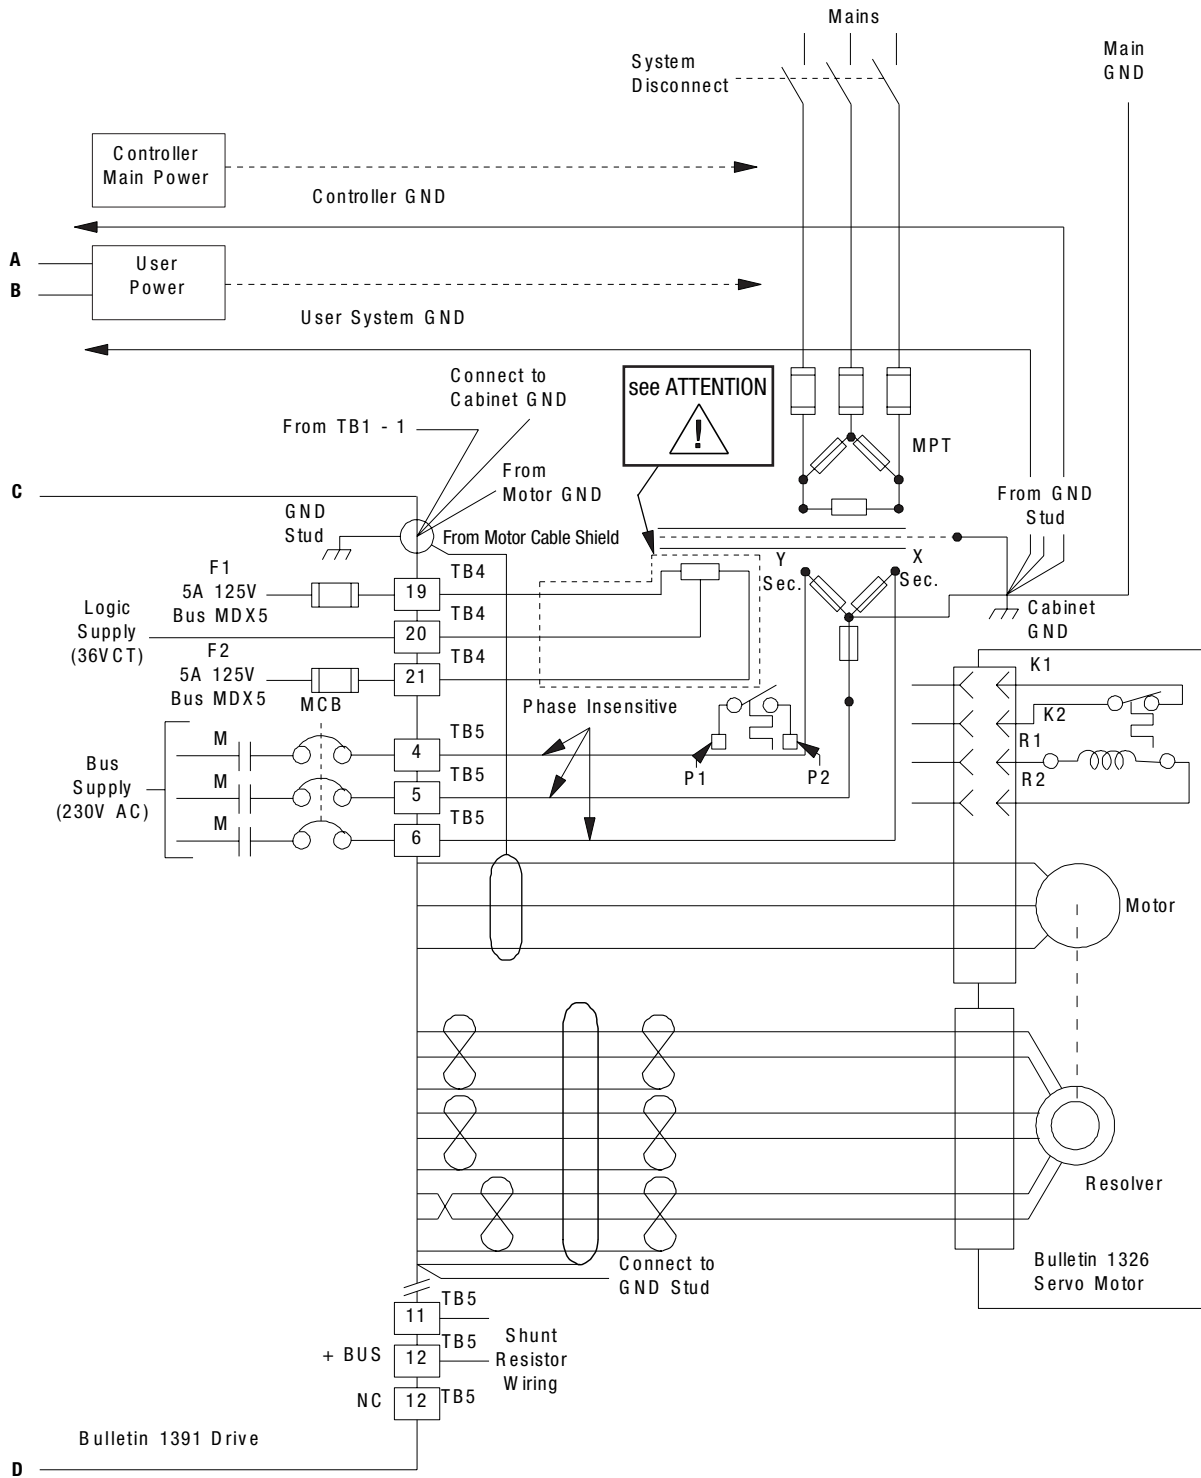 Mains
System
Disconnect
Main
GND
Controller
Main Power
Controller GND
A
B
User
Power
User System GND
see ATTENTION
!
Connect to
Cabinet GND
From TB1 - 1
From
Motor GND
MPT
C
GND
Stud
From Motor Cable Shield
From GND
Stud
Y
Sec.
X
Sec.
Cabinet
GND
F1
5A 125V
Bus MDX5
19
TB4
Logic
Supply
(36VCT)
20
TB4
F2
5A 125V
Bus MDX5
21
TB4
MCB
Phase Insensitive
K1
K2
R1
R2
Bus
Supply
(230V AC)
M
4
TB5
M
5
TB5
M
6
TB5
P1
P2
Motor
Resolver
Connect to
GND Stud
Bulletin 1326
Servo Motor
11
TB5
+ BUS
12
TB5
Shunt
Resistor
Wiring
NC
12
TB5
Bulletin 1391 Drive
D